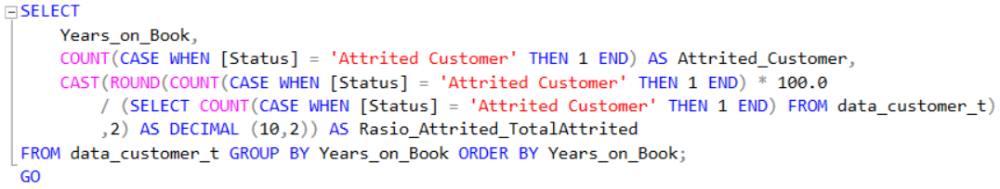 SELECT
Years_on_Book,
COUNT(CASE WHEN [Status] = 'Attrited Customer' THEN 1 END) AS Attrited_Customer,
CAST(ROUND(COUNT(CASE WHEN [Status] = 'Attrited Customer' THEN 1 END) * 100.0
/ (SELECT COUNT(CASE WHEN [Status] = 'Attrited Customer' THEN 1 END) FROM data_customer_t)
,2) AS DECIMAL (10,2)) AS Rasio_Attrited_TotalAttrited
FROM data_customer_t GROUP BY Years_on_Book ORDER BY Years_on_Book;
GO